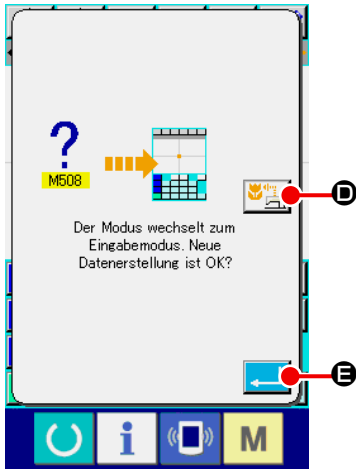 ?
M508
D
Der Modus wechselt zum
Eingabemodus. Neue
Datenerstellung ist OK?
E
i
M